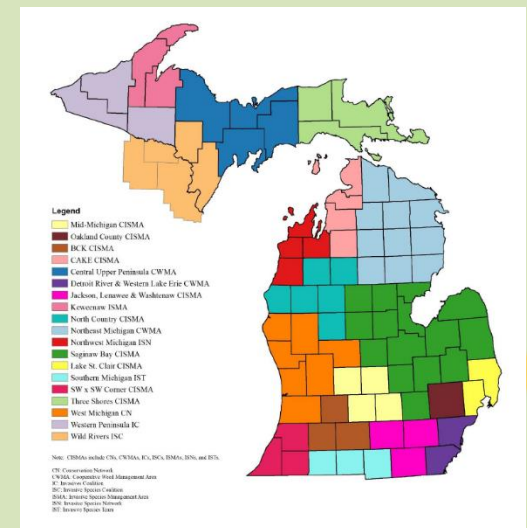 Legend
Mid-Michigan CISMA
Oakland County CISMA
BCK CISMA
CAKE CISMA
Central Upper Peninsula CWMA
Detroit River & Western Lake Erie CWMA
Jackson, Lenawee & Washtenaw CISMA
Keweenaw ISMA
North Country CISMA
Northeast Michigan CWMA
Northwest Michigan ISN
Saginaw Bay CISMA
Lake St. Clair CISMA
Southern Michigan IST
SW x SW Corner CISMA
Three Shores CISMA
West Michigan CN
Western Peninsula IC
Wild Rivers ISC
Note: CISMAs include CNs, CWMAs, ICs, ISCs, ISMAs, ISNs, and ISTs.
CN: Conservation Network
CWMA: Cooperative Weed Management Area
IC: Invasives Coalition
ISC: Invasive Species Coalition
ISMA: Invasive Species Management Area
ISN: Invasive Species Network
IST: Invasive Species Team